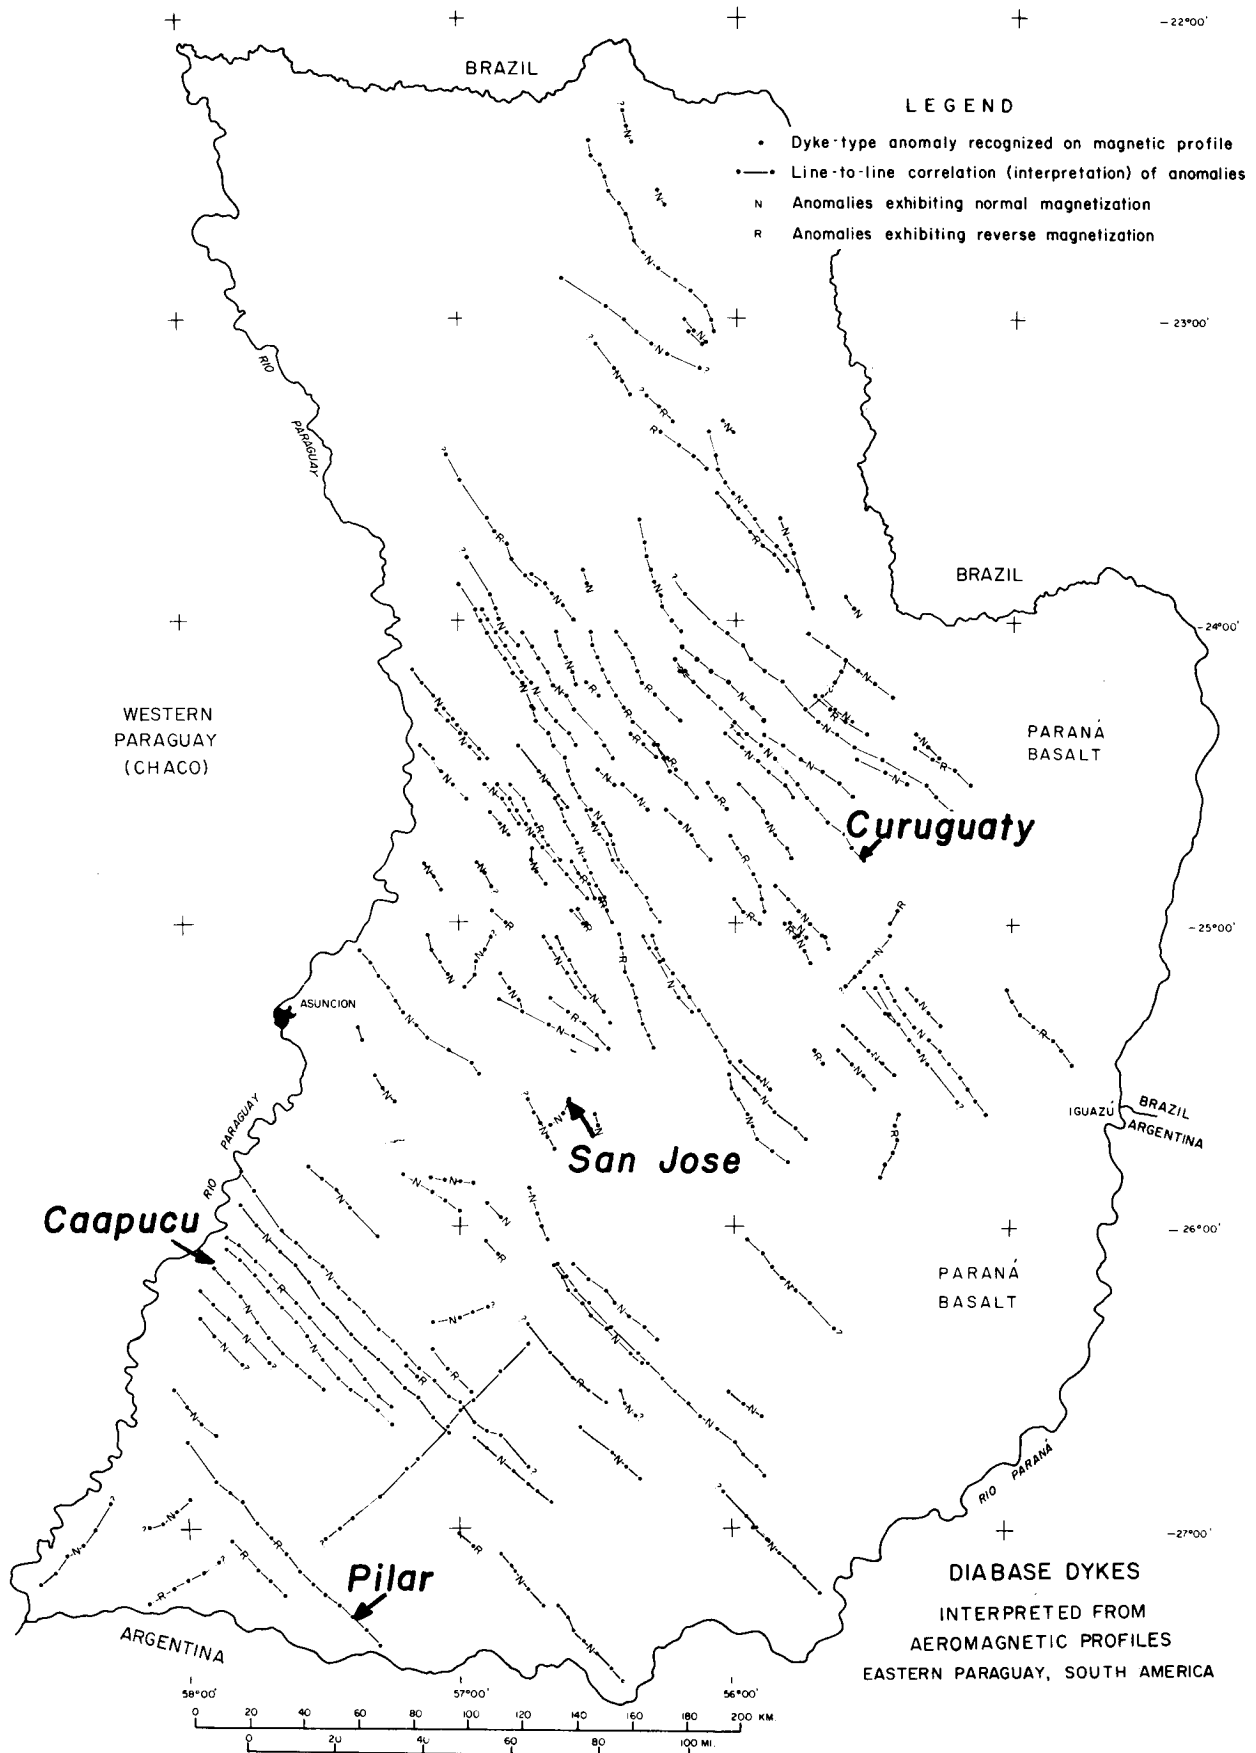 -22°00'
BRAZIL
LEGEND
Dyke-type anomaly recognized on magnetic profile
Line-to-line correlation (interpretation) of anomalies
N Anomalies exhibiting normal magnetization
R Anomalies exhibiting reverse magnetization
-23°00'
RIO
PARAGUAY
BRAZIL
-24°00'
WESTERN
PARAGUAY
(CHACO)
PARANÁ
BASALT
Curuguaty
-25°00'
ASUNCION
IGUAZÚ
BRAZIL
ARGENTINA
RIO PARAGUAY
San Jose
Caapucu
-26°00'
PARANÁ
BASALT
RIO PARANÁ
-27°00'
Pilar
DIABASE DYKES
INTERPRETED FROM
AEROMAGNETIC PROFILES
EASTERN PARAGUAY, SOUTH AMERICA
ARGENTINA
58°00' 57°00' 56°00'
0 20 40 60 80 100 120 140 160 180 200 KM.
0 20 40 60 80 100 MI.